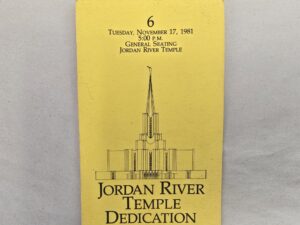 6
Tuesday, November 17, 1981
3:00 p.m.
General Seating
Jordan River Temple
Jordan River
Temple
Dedication